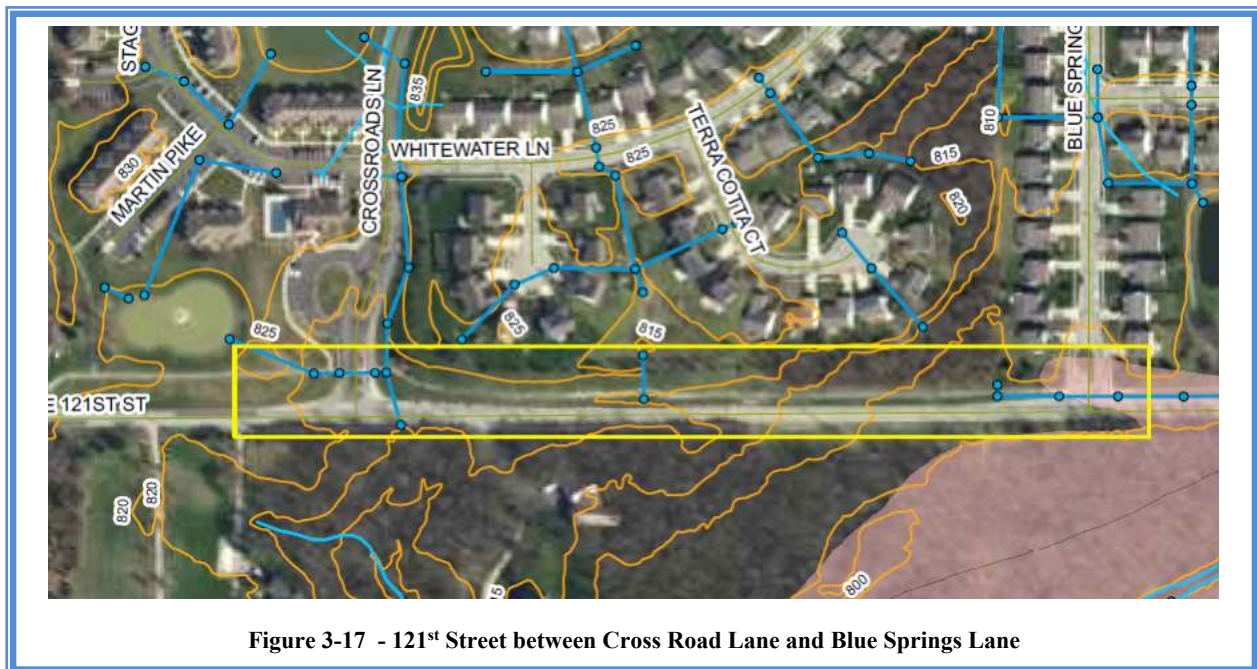 STAG
835
BLUE SPRING
810
825
TERRA COTTA CT
WHITEWATER LN
825
815
830
MARTIN PIKE
CROSSROADS LN
820
825
825
815
E 121ST ST
820
820
800
15
Figure 3-17 - 121st Street between Cross Road Lane and Blue Springs Lane